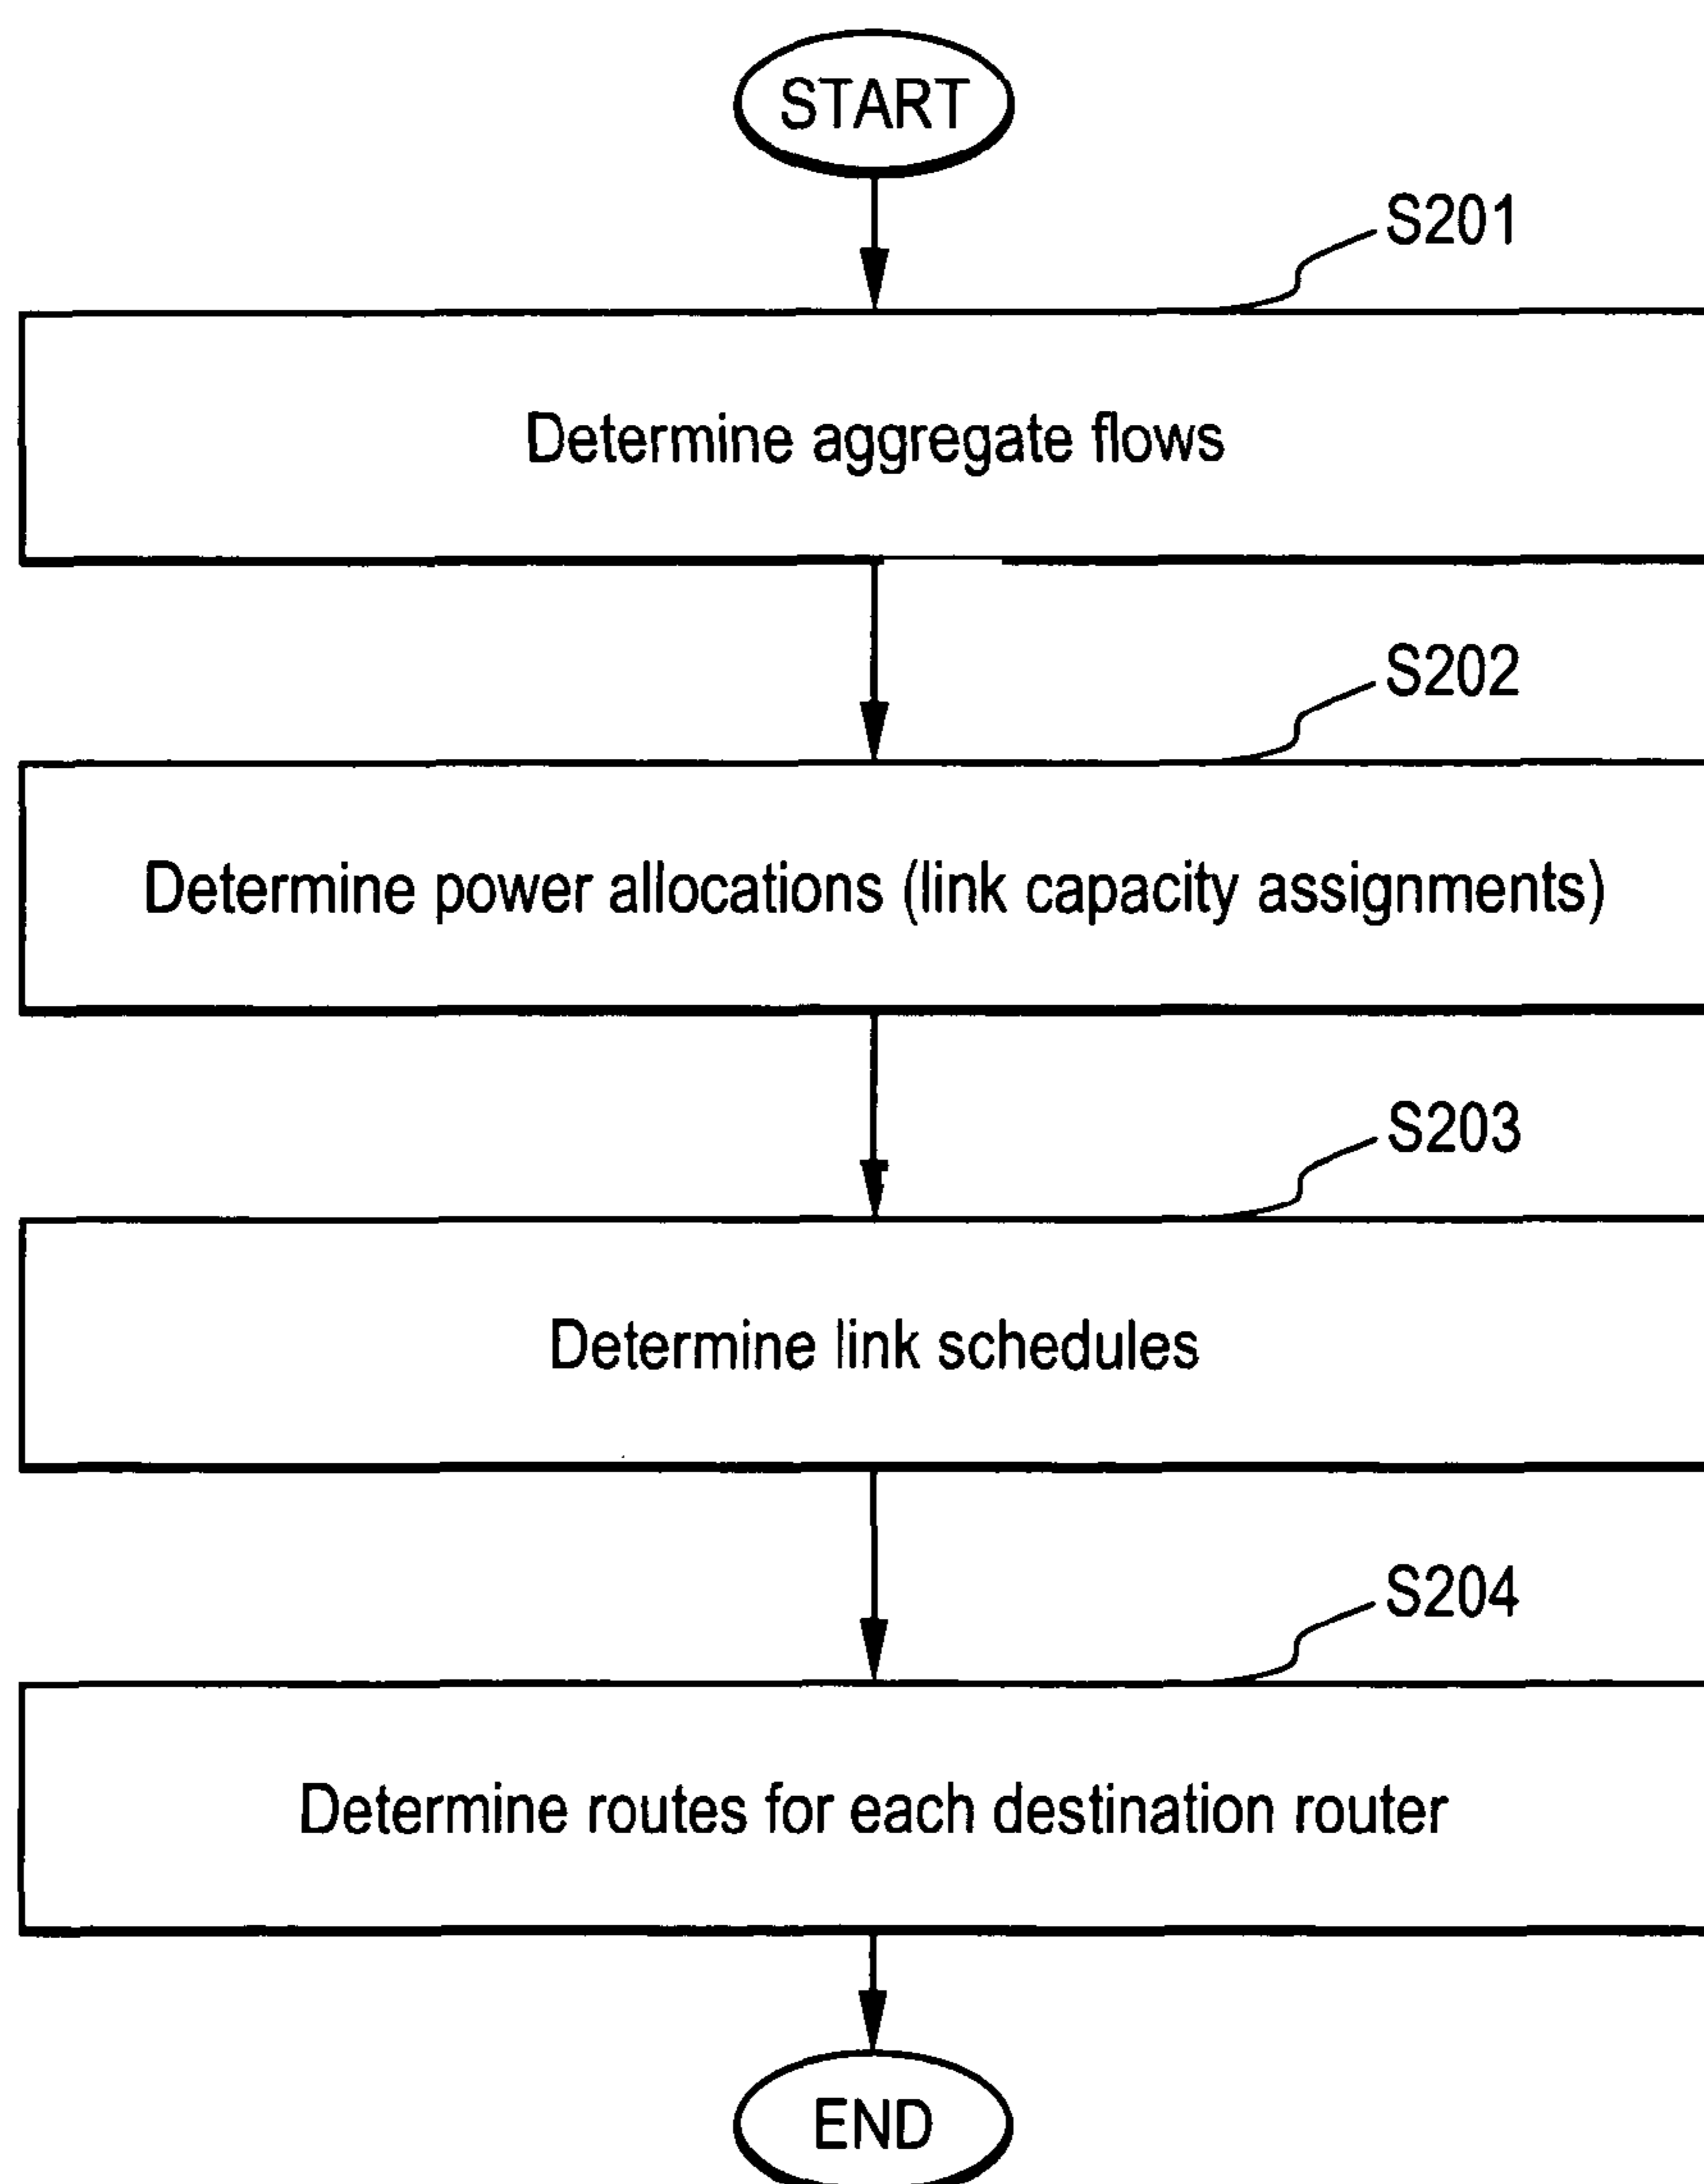 START
S201
Determine aggregate flows
S202
Determine power allocations (link capacity assignments)
S203
Determine link schedules
S204
Determine routes for each destination router
END